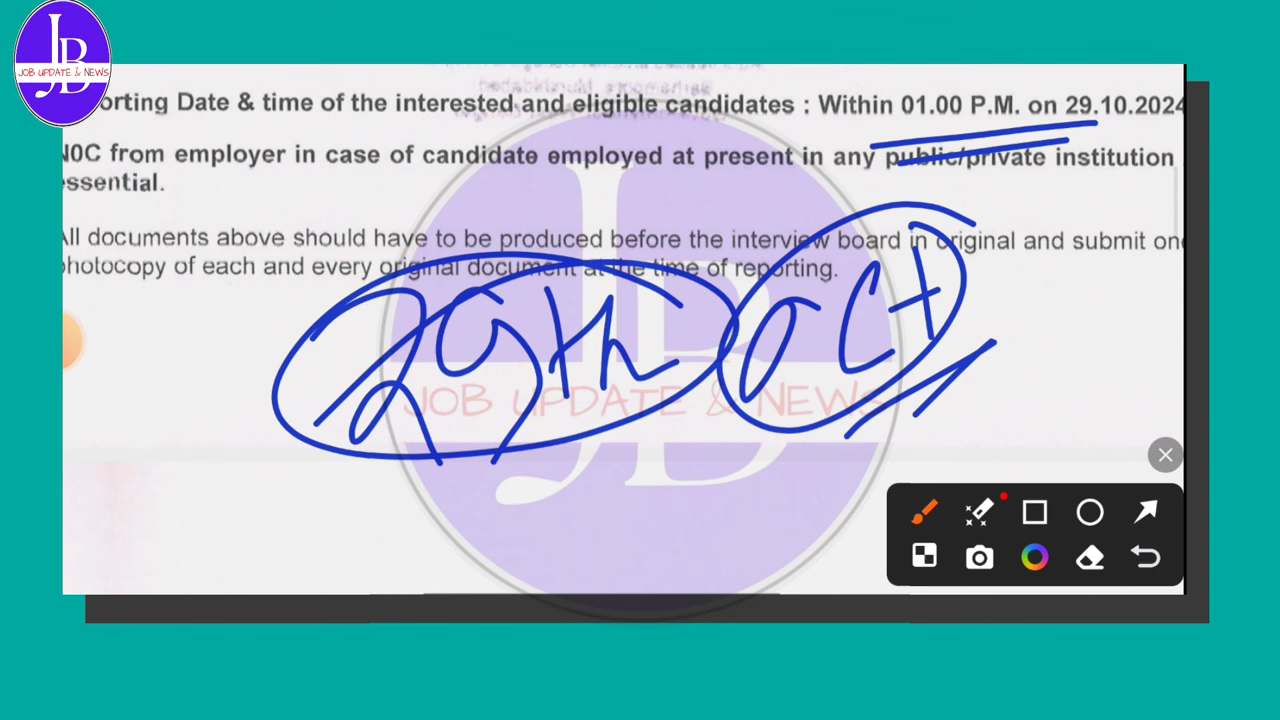 JOB UPDATE & NEWS
orting Date & time of the interested and eligible candidates : Within 01.00 P.M. on 29.10.2024
N0C from employer in case of candidate employed at present in any public/private institution
essential.
All documents above should have to be produced before the interview board in original and submit one
photocopy of each and every original document at the time of reporting.
29th oct
JOB UPDATE & NEWS